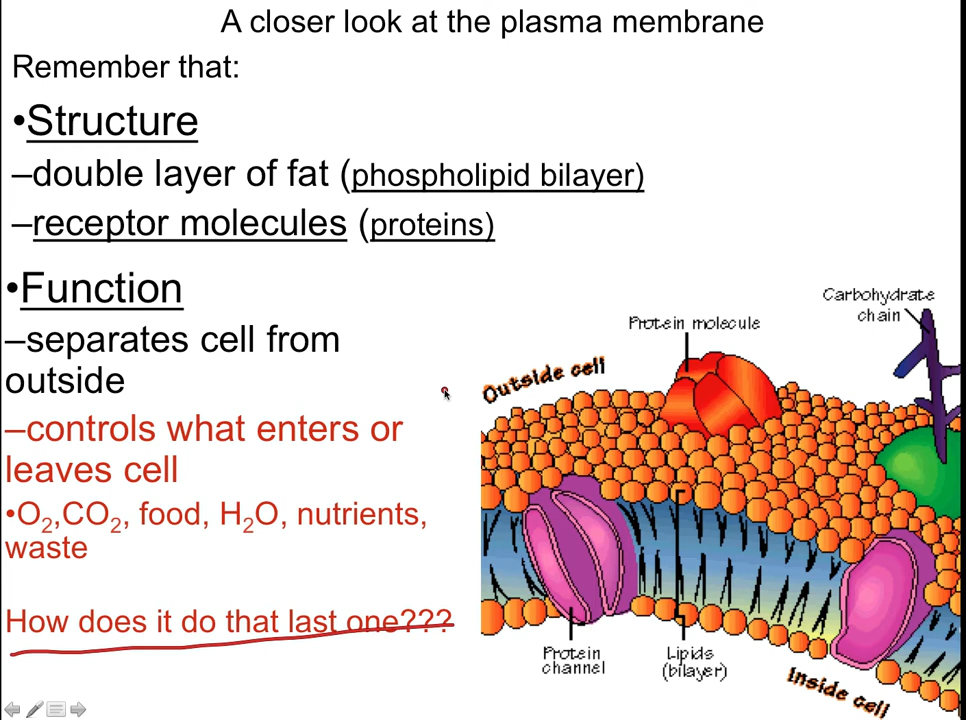 A closer look at the plasma membrane
Remember that:
•Structure
–double layer of fat (phospholipid bilayer)
–receptor molecules (proteins)
•Function
–separates cell from
outside
–controls what enters or
leaves cell
•O₂,CO₂, food, H₂O, nutrients,
waste
How does it do that last one???
Carbohydrate
chain
Protein molecule
Outside cell
Protein
channel
Lipids
(bilayer)
Inside cell